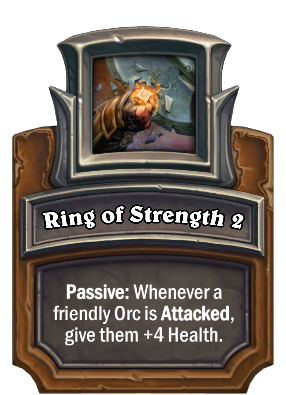 Ring of Strength 2
Passive: Whenever a
friendly Orc is Attacked,
give them +4 Health.